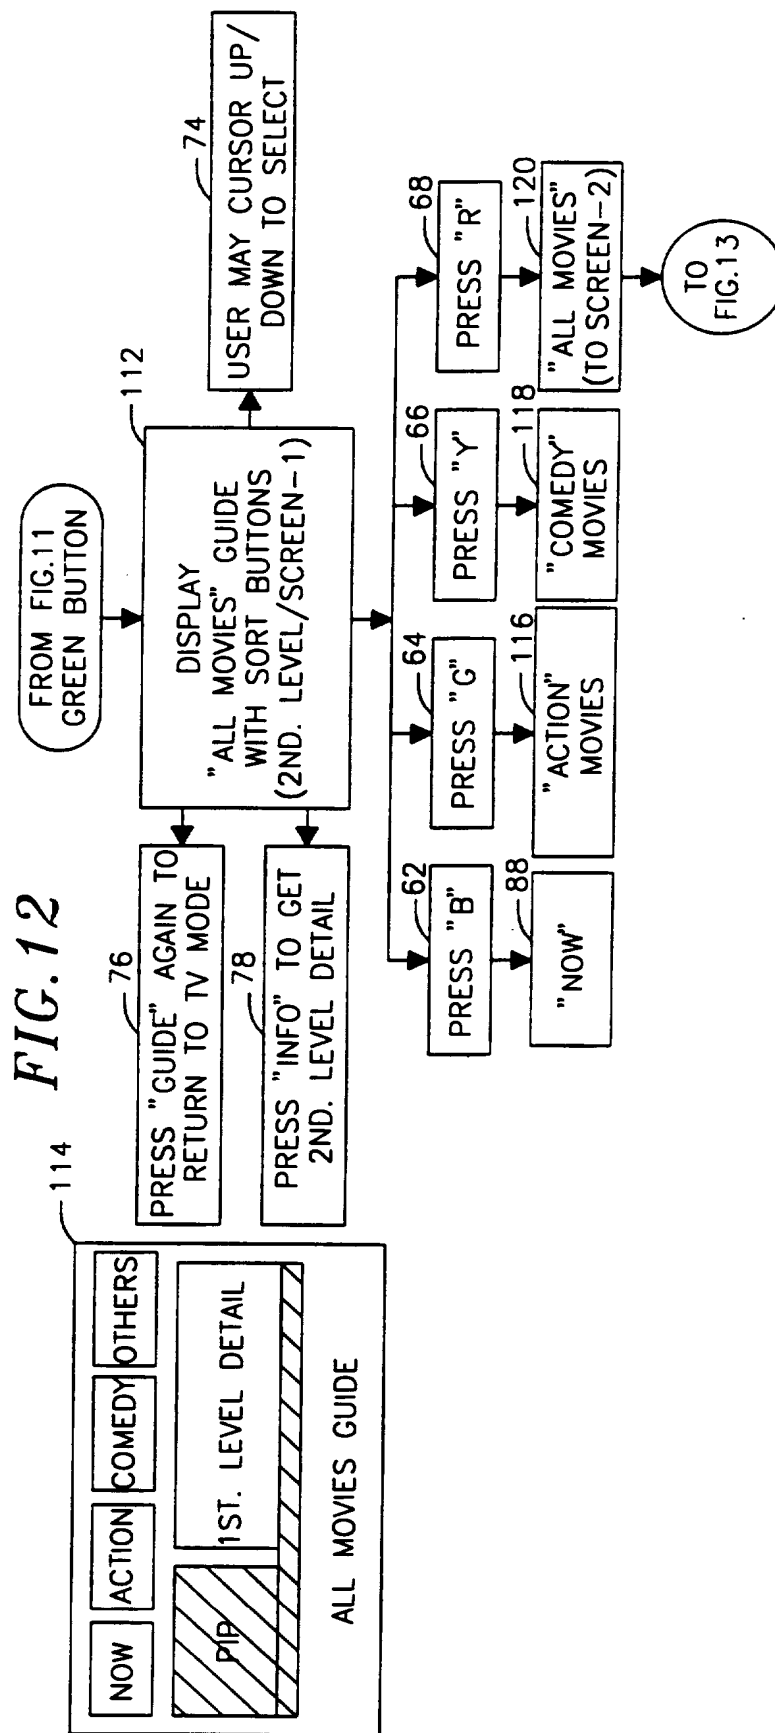 FIG.12
114
NOW
ACTION
COMEDY
OTHERS
PIP
1ST. LEVEL DETAIL
ALL MOVIES GUIDE
FROM FIG.11
GREEN BUTTON
112
DISPLAY
"ALL MOVIES" GUIDE
WITH SORT BUTTONS
(2ND. LEVEL/SCREEN-1)
76
PRESS "GUIDE" AGAIN TO
RETURN TO TV MODE
78
PRESS "INFO" TO GET
2ND. LEVEL DETAIL
74
USER MAY CURSOR UP/
DOWN TO SELECT
62
PRESS "B"
64
PRESS "G"
66
PRESS "Y"
68
PRESS "R"
88
"NOW"
116
"ACTION"
MOVIES
118
"COMEDY"
MOVIES
120
"ALL MOVIES"
(TO SCREEN-2)
TO
FIG.13